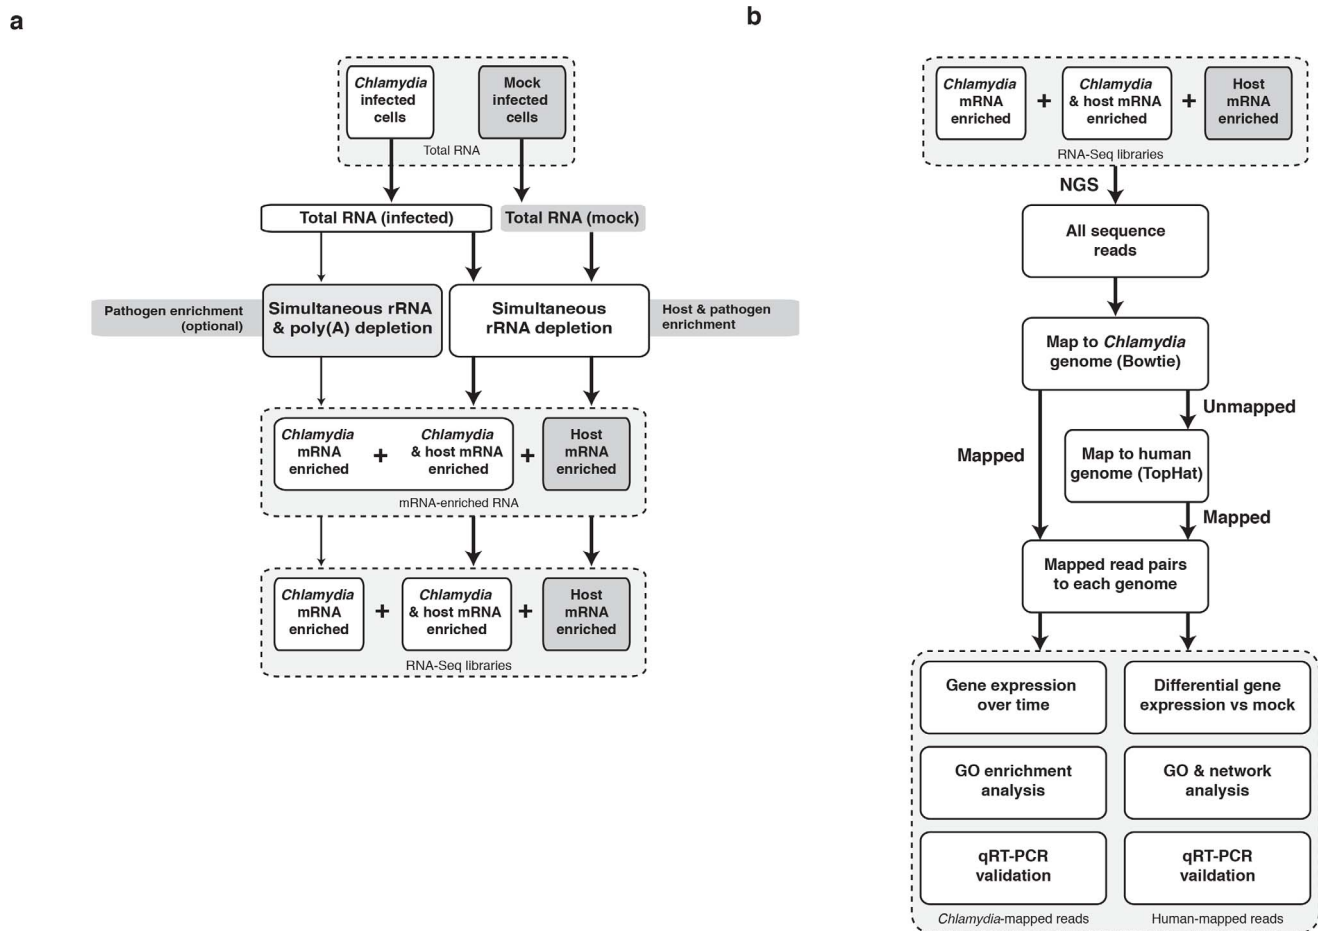 a
Chlamydia
infected
cells
Mock
infected
cells
Total RNA
Total RNA (infected)
Total RNA (mock)
Pathogen enrichment
(optional)
Simultaneous rRNA
& poly(A) depletion
Simultaneous
rRNA depletion
Host & pathogen
enrichment
Chlamydia
mRNA
enriched
+
Chlamydia
& host mRNA
enriched
+
Host
mRNA
enriched
mRNA-enriched RNA
Chlamydia
mRNA
enriched
+
Chlamydia
& host mRNA
enriched
+
Host
mRNA
enriched
RNA-Seq libraries
b
Chlamydia
mRNA
enriched
+
Chlamydia
& host mRNA
enriched
+
Host
mRNA
enriched
RNA-Seq libraries
NGS
All sequence
reads
Map to Chlamydia
genome (Bowtie)
Unmapped
Mapped
Map to human
genome (TopHat)
Mapped
Mapped read pairs
to each genome
Gene expression
over time
Differential gene
expression vs mock
GO enrichment
analysis
GO & network
analysis
qRT-PCR
validation
qRT-PCR
vaildation
Chlamydia-mapped reads
Human-mapped reads